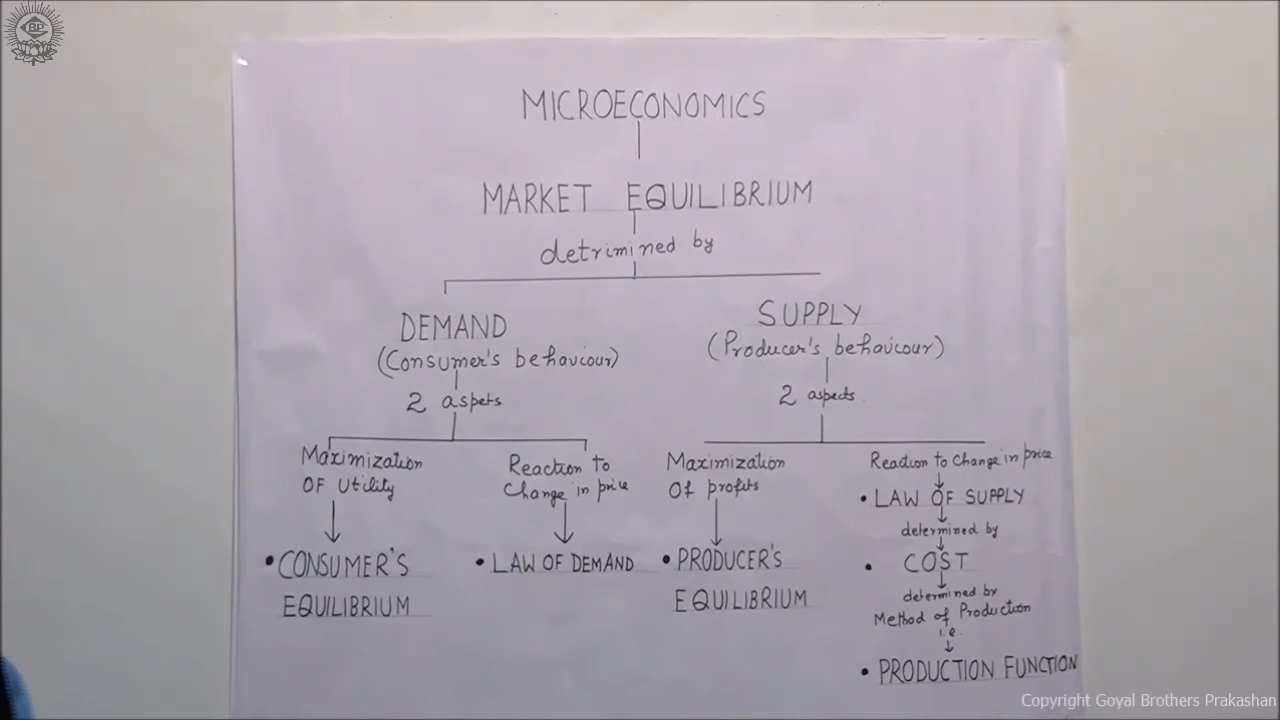 GBP
MICROECONOMICS
MARKET EQUILIBRIUM
detrimined by
DEMAND
(Consumer's behaviour)
2 aspets
Maximization
OF Utility
• CONSUMER'S
EQUILIBRIUM
Reaction To
Change in price
• LAW OF DEMAND
SUPPLY
(Producer's behaviour)
2 aspects
Maximization
Of profits
• PRODUCER'S
EQUILIBRIUM
Reaction to Change in price
• LAW OF SUPPLY
determined by
• COST
determined by
Method of Production
i.e.
• PRODUCTION FUNCTION
Copyright Goyal Brothers Prakashan